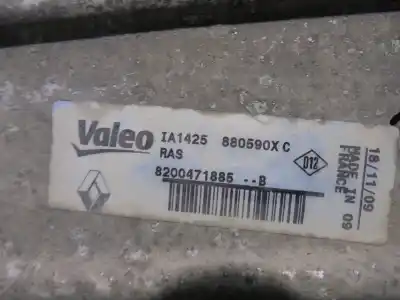 Valeo IA1425 880590X C
RAS
D12
8200471885 --B
18/11/09
MADE IN
FRANCE 09